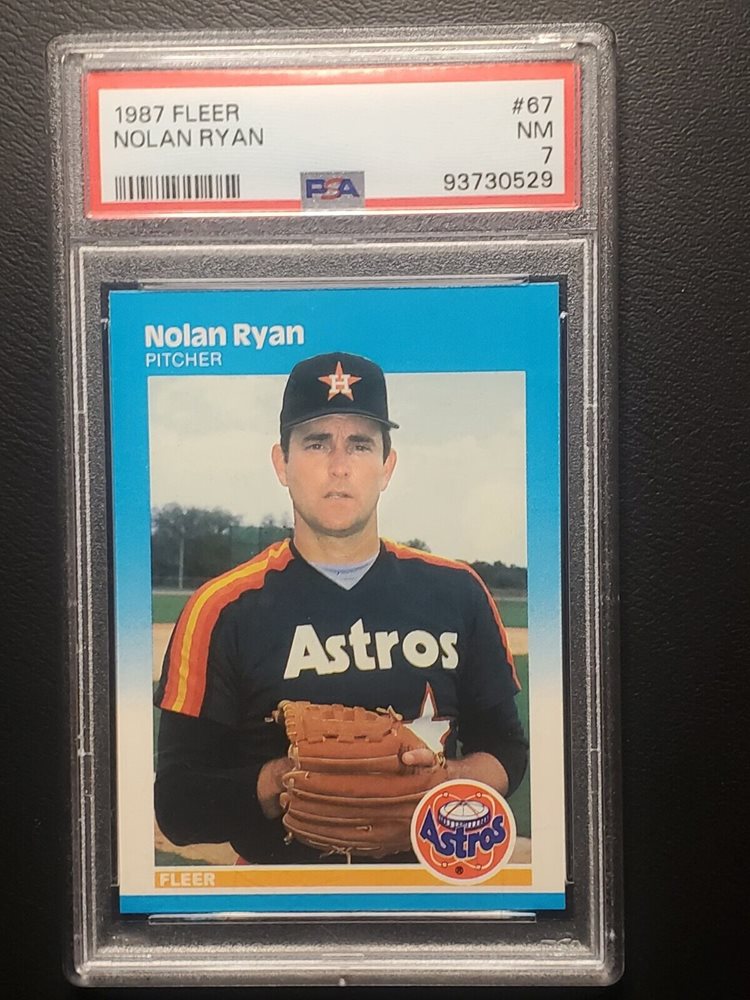 1987 FLEER #67
NOLAN RYAN NM
7
PSA 93730529
Nolan Ryan
PITCHER
H
Astros
Astros
®
FLEER